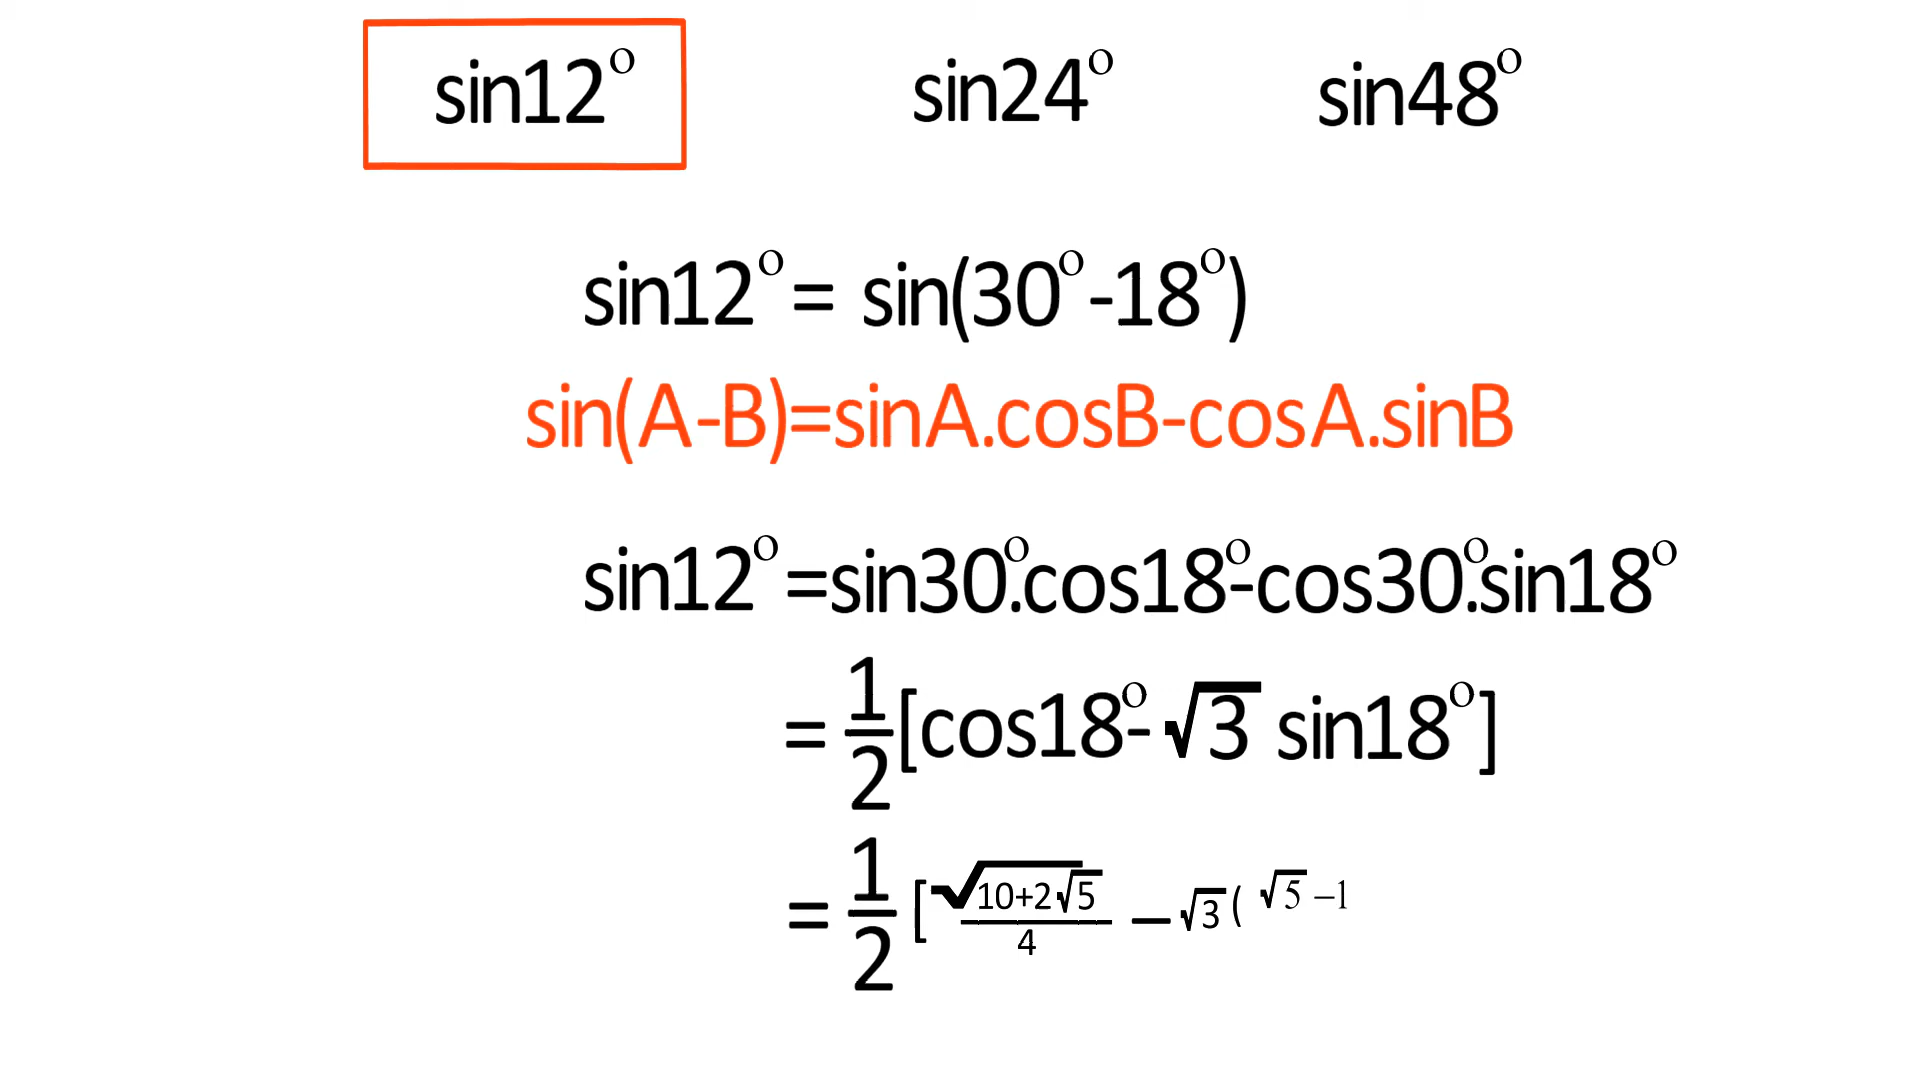 sin12° sin24° sin48°
sin12°= sin(30°-18°)
sin(A-B)=sinA.cosB-cosA.sinB
sin12°=sin30°.cos18°-cos30°.sin18°
= 1/2[cos18°-√3 sin18°]
= 1/2[√(10+2√5)/4 – √3( √5 –1